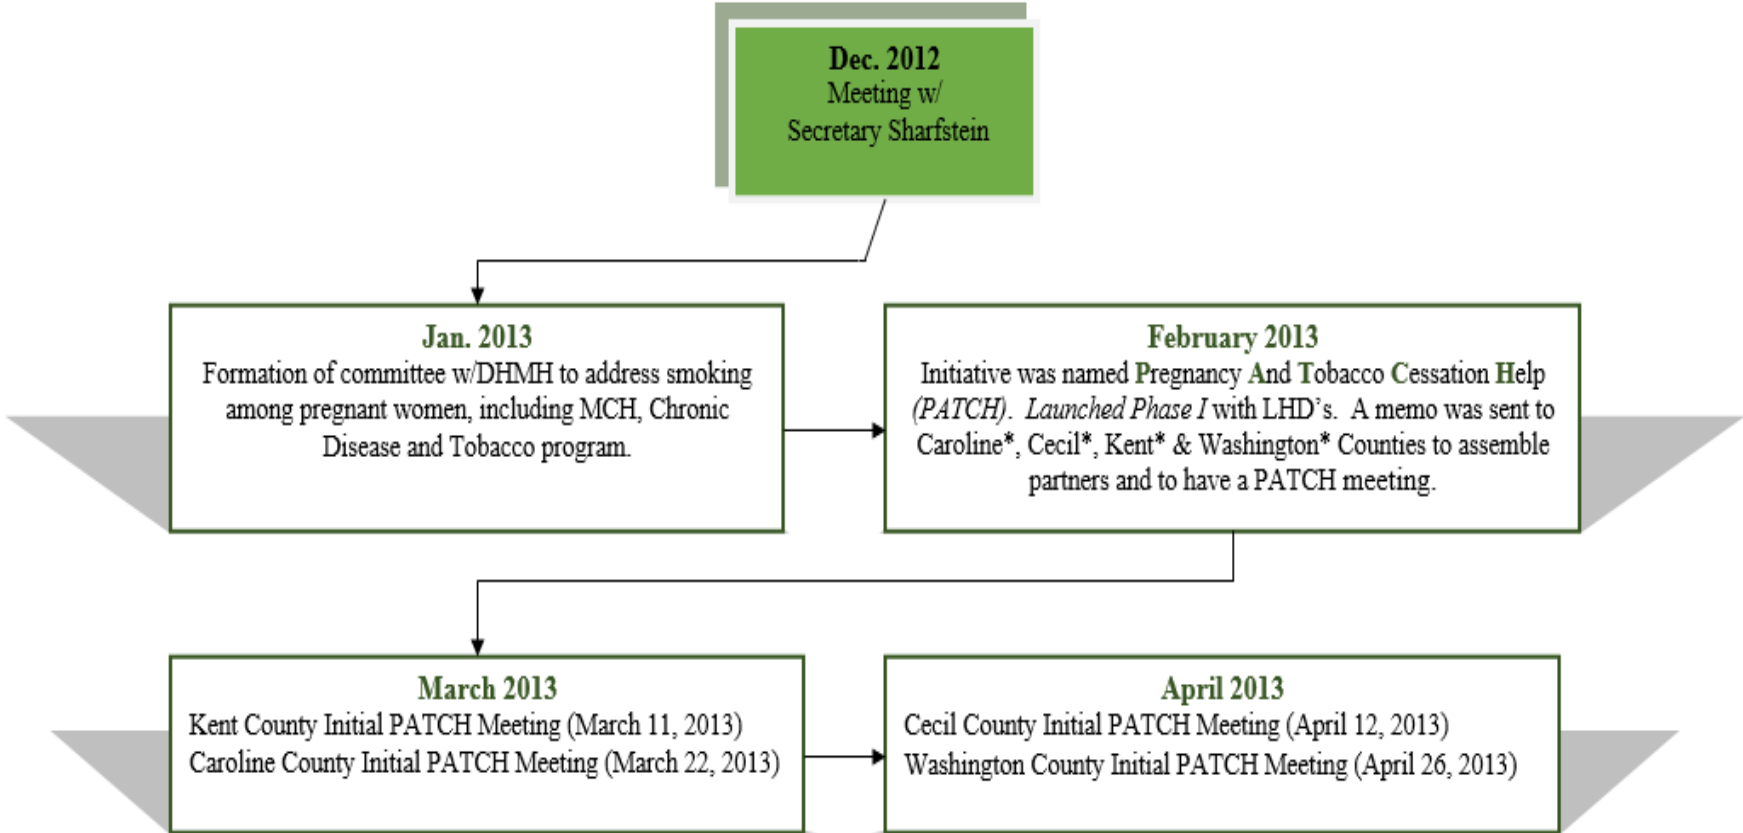 Dec. 2012
Meeting w/
Secretary Sharfstein
Jan. 2013
Formation of committee w/DHMH to address smoking
among pregnant women, including MCH, Chronic
Disease and Tobacco program.
February 2013
Initiative was named Pregnancy And Tobacco Cessation Help
(PATCH). Launched Phase I with LHD's. A memo was sent to
Caroline*, Cecil*, Kent* & Washington* Counties to assemble
partners and to have a PATCH meeting.
March 2013
Kent County Initial PATCH Meeting (March 11, 2013)
Caroline County Initial PATCH Meeting (March 22, 2013)
April 2013
Cecil County Initial PATCH Meeting (April 12, 2013)
Washington County Initial PATCH Meeting (April 26, 2013)